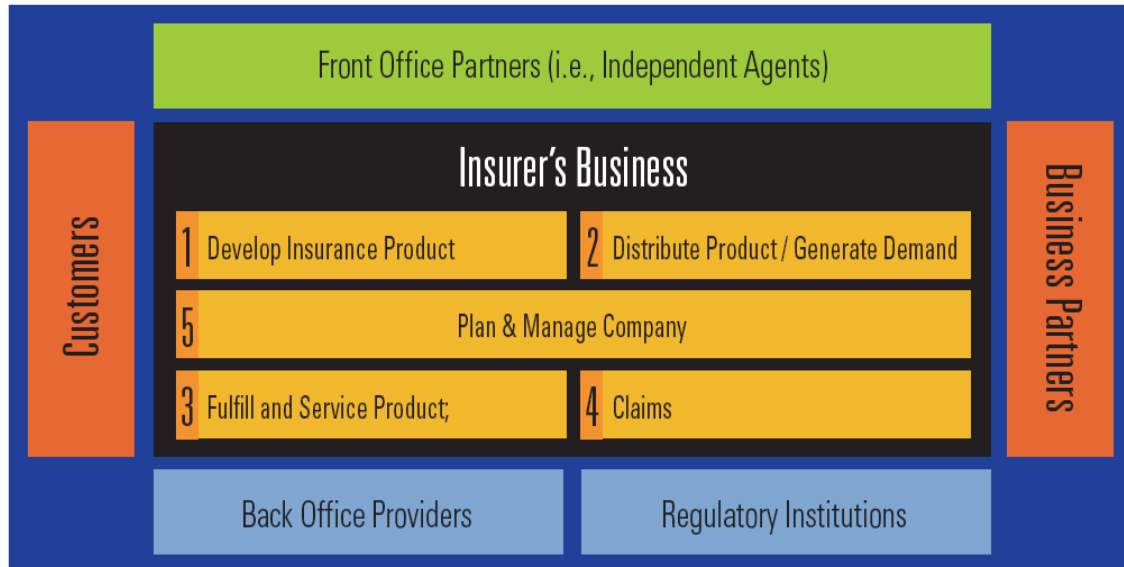 Front Office Partners (i.e., Independent Agents)
Customers
Insurer's Business
1 Develop Insurance Product
2 Distribute Product / Generate Demand
5 Plan & Manage Company
3 Fulfill and Service Product;
4 Claims
Business Partners
Back Office Providers
Regulatory Institutions